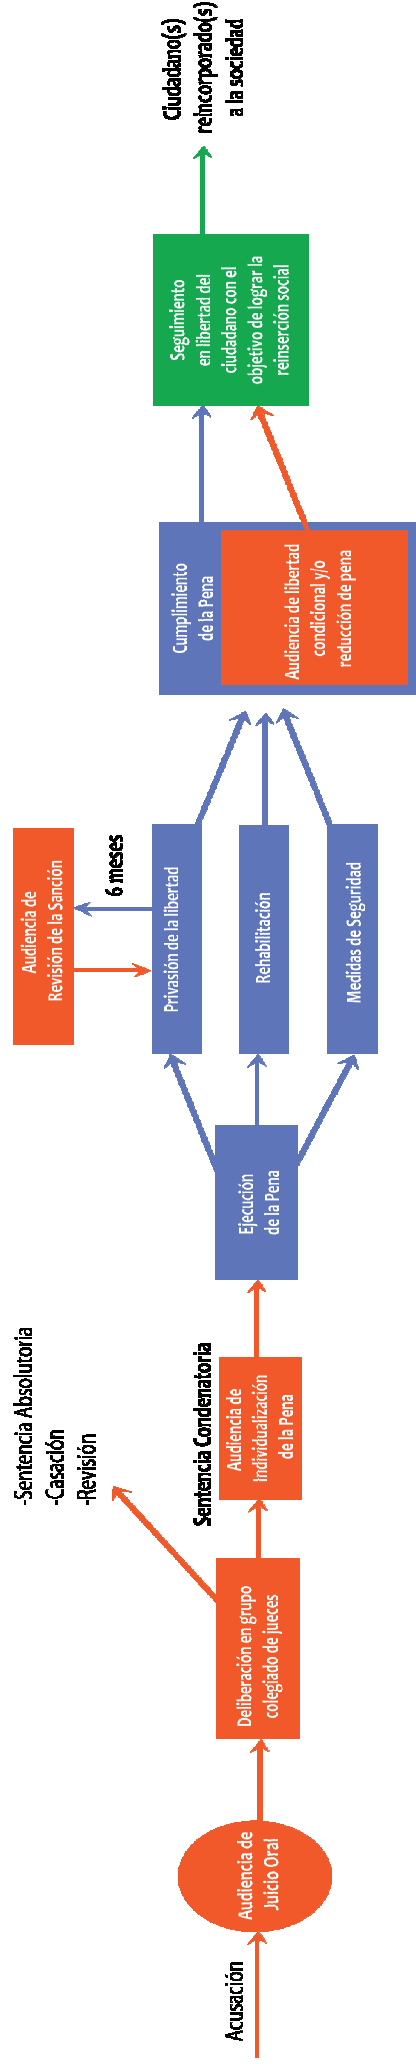 Acusación
Audiencia de
Juicio Oral
Deliberación en grupo
colegiado de jueces
-Sentencia Absolutoria
-Casación
-Revisión
Sentencia Condenatoria
Audiencia de
Individualización
de la Pena
Ejecución
de la Pena
Audiencia de
Revisión de la Sanción
6 meses
Privasión de la libertad
Rehabilitación
Medidas de Seguridad
Cumplimiento
de la Pena
Audiencia de libertad
condicional y/o
reducción de pena
Seguimiento
en libertad del
ciudadano con el
objetivo de lograr la
reinserción social
Ciudadano(s)
reincorporado(s)
a la sociedad